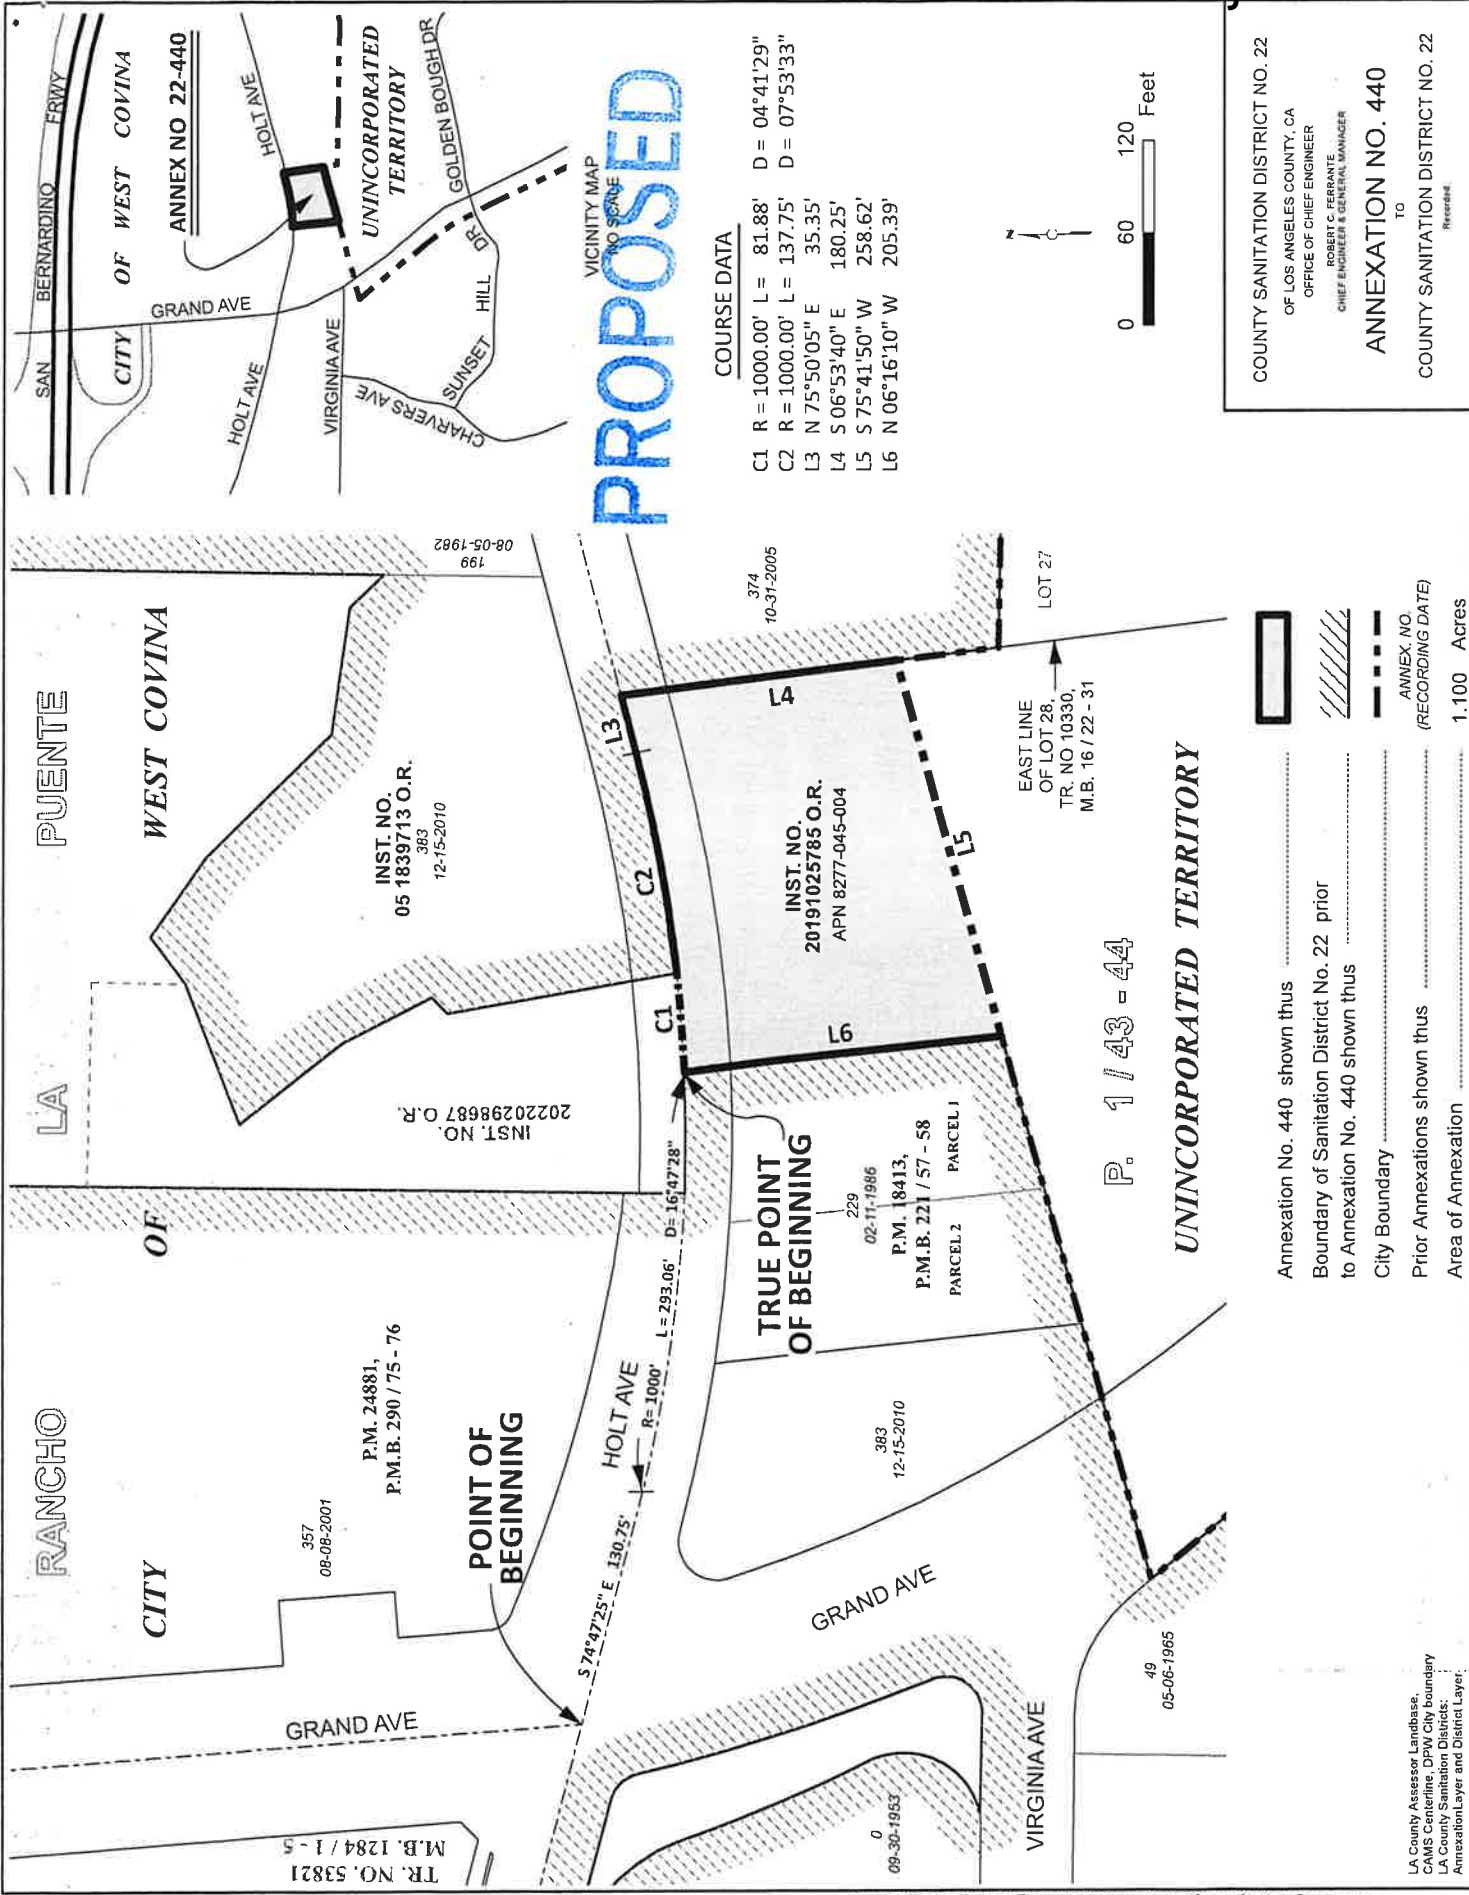 RANCHO
LA
PUENTE
CITY
OF
WEST COVINA
TR. NO. 53821
M.B. 1284 / 1 - 5
GRAND AVE
357
08-08-2001
P.M. 24881,
P.M.B. 290 / 75 - 76
POINT OF
BEGINNING
S 74°47'25" E 130.75'
HOLT AVE
R= 1000'
L = 293.06'
D= 16°47'28"
INST. NO.
20220298687 O.R.
INST. NO.
05 1839713 O.R.
383
12-15-2010
199
08-05-1982
C1
C2
L3
L4
L5
L6
TRUE POINT
OF BEGINNING
INST. NO.
20191025785 O.R.
APN 8277-045-004
374
10-31-2005
LOT 27
EAST LINE
OF LOT 28,
TR. NO 10330,
M.B. 16 / 22 - 31
229
02-11-1986
P.M. 18413,
P.M.B. 221 / 57 - 58
PARCEL 2
PARCEL 1
383
12-15-2010
GRAND AVE
0
09-30-1953
VIRGINIA AVE
49
05-06-1965
P. 1 / 43 - 44
UNINCORPORATED TERRITORY
SAN BERNARDINO FRWY
CITY OF WEST COVINA
ANNEX NO 22-440
HOLT AVE
GRAND AVE
HOLT AVE
VIRGINIA AVE
UNINCORPORATED
TERRITORY
CHARVERS AVE
SUNSET HILL DR
GOLDEN BOUGH DR
VICINITY MAP
NO SCALE
PROPOSED
COURSE DATA
C1 R = 1000.00' L = 81.88' D = 04°41'29"
C2 R = 1000.00' L = 137.75' D = 07°53'33"
L3 N 75°50'05" E 35.35'
L4 S 06°53'40" E 180.25'
L5 S 75°41'50" W 258.62'
L6 N 06°16'10" W 205.39'
N
0 60 120
Feet
Annexation No. 440 shown thus
Boundary of Sanitation District No. 22 prior
to Annexation No. 440 shown thus
City Boundary
Prior Annexations shown thus
ANNEX. NO.
(RECORDING DATE)
Area of Annexation 1.100 Acres
LA County Assessor Landbase,
CAMS Centerline, DPW City boundary
LA County Sanitation Districts:
AnnexationLayer and District Layer
COUNTY SANITATION DISTRICT NO. 22
OF LOS ANGELES COUNTY, CA
OFFICE OF CHIEF ENGINEER
ROBERT C. FERRANTE
CHIEF ENGINEER & GENERAL MANAGER
ANNEXATION NO. 440
TO
COUNTY SANITATION DISTRICT NO. 22
Recorded: